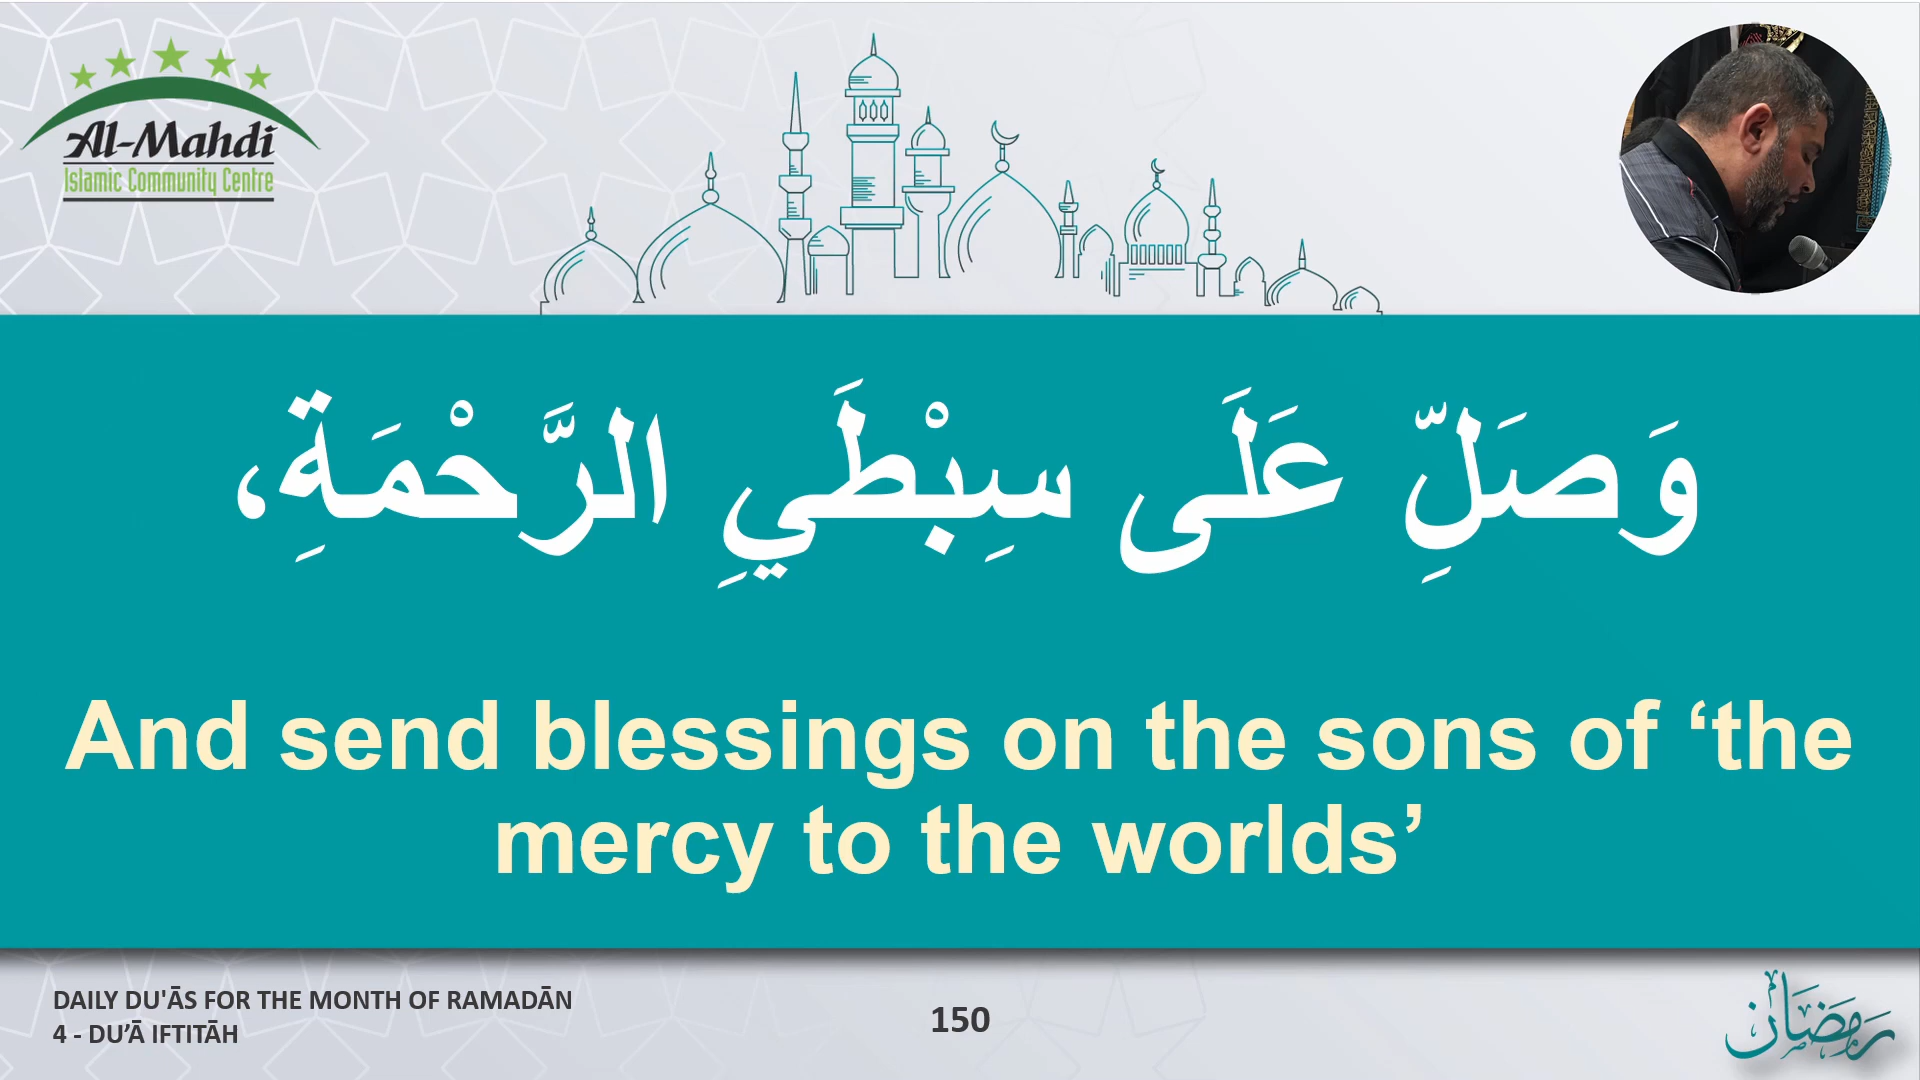 Al-Mahdi
Islamic Community Centre
وَصَلِّ عَلَى سِبْطَيِ الرَّحْمَةِ،
And send blessings on the sons of ‘the
mercy to the worlds’
DAILY DU'ĀS FOR THE MONTH OF RAMADĀN
4 - DU’Ā IFTITĀH
150
رَمَضَان